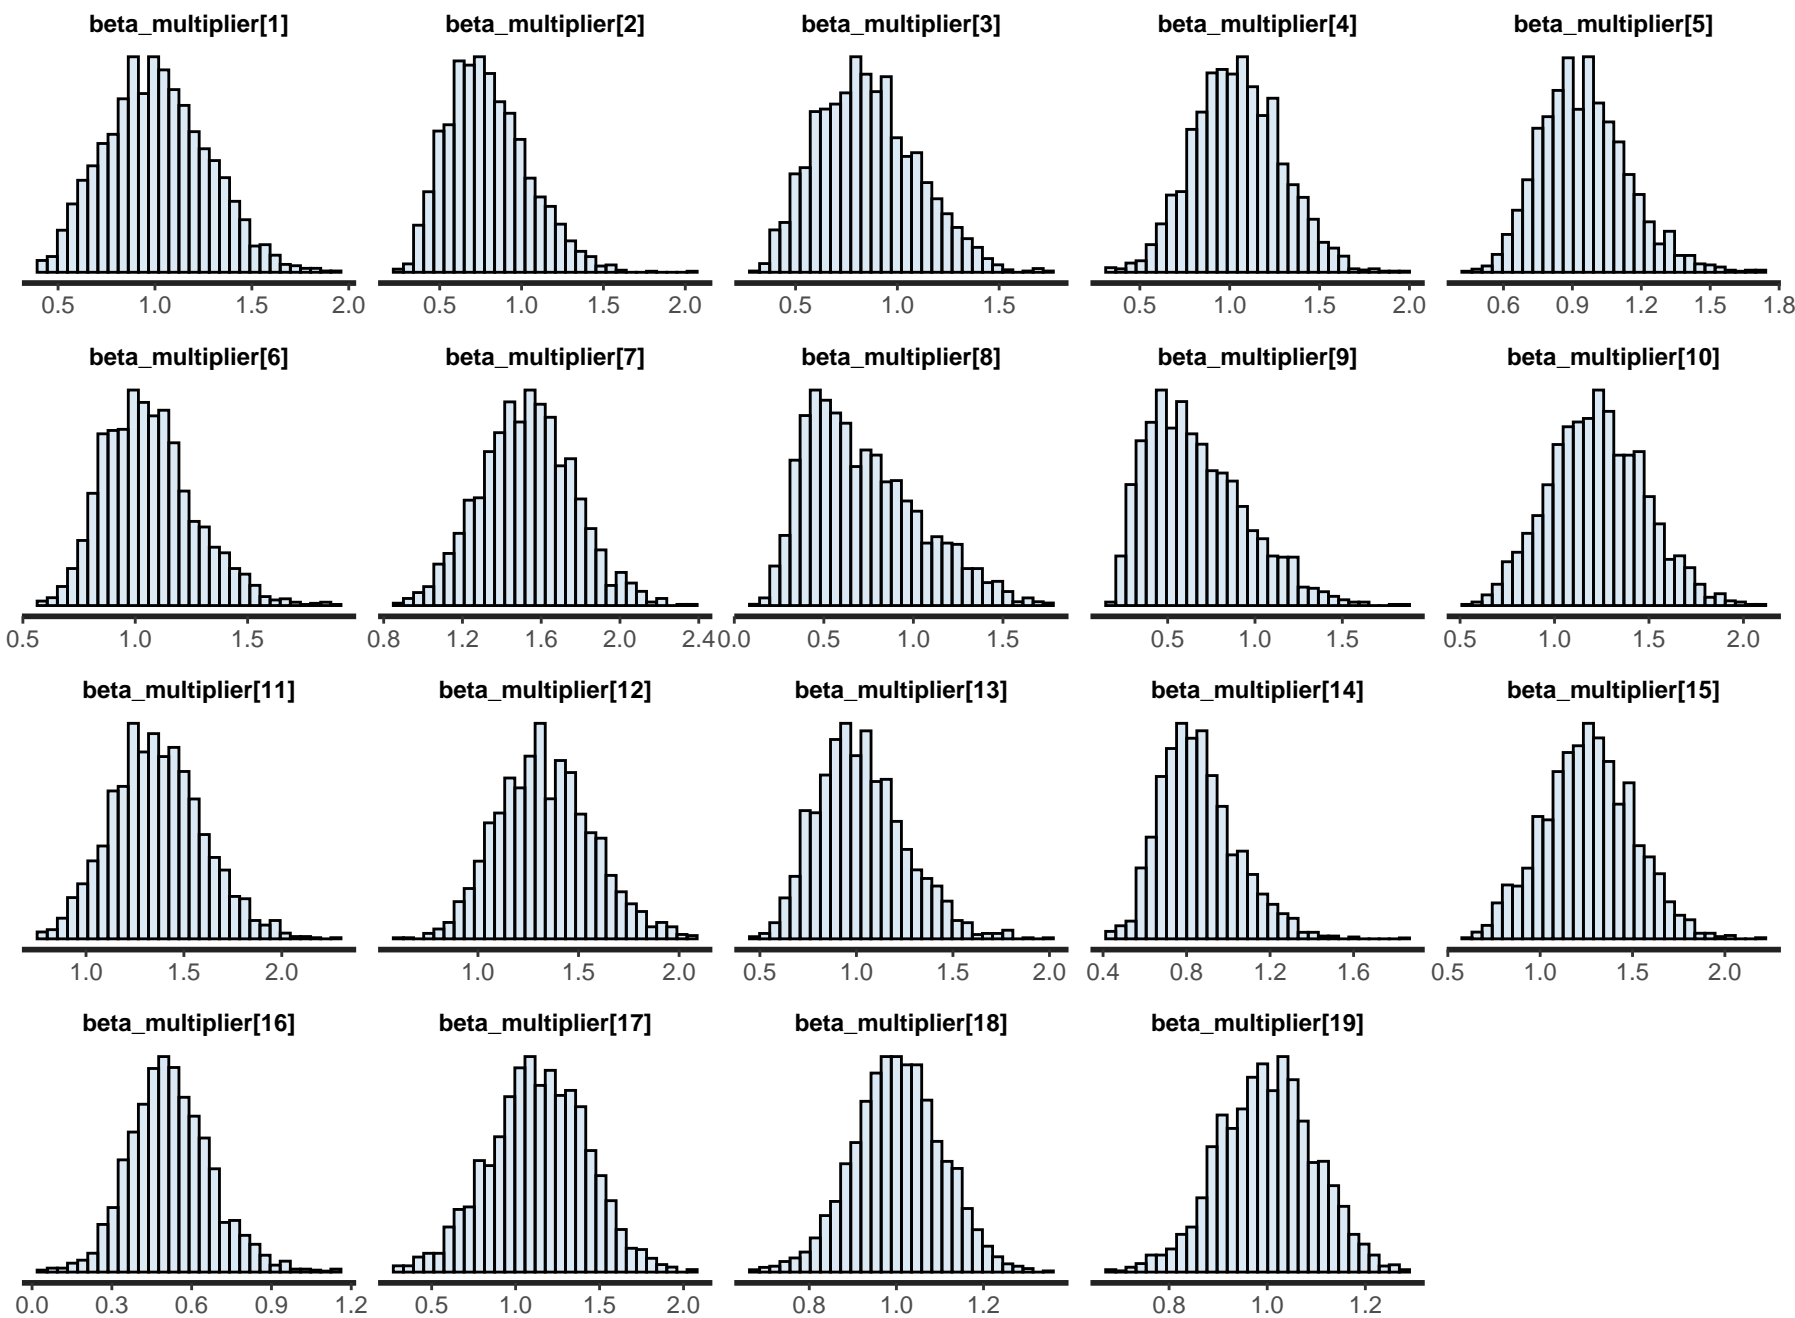 beta_multiplier[1] beta_multiplier[2] beta_multiplier[3] beta_multiplier[4] beta_multiplier[5]
0.5 1.0 1.5 2.0 0.5 1.0 1.5 2.0 0.5 1.0 1.5 0.5 1.0 1.5 2.0 0.6 0.9 1.2 1.5 1.8
beta_multiplier[6] beta_multiplier[7] beta_multiplier[8] beta_multiplier[9] beta_multiplier[10]
0.5 1.0 1.5 0.8 1.2 1.6 2.0 2.4 0.0 0.5 1.0 1.5 0.5 1.0 1.5 0.5 1.0 1.5 2.0
beta_multiplier[11] beta_multiplier[12] beta_multiplier[13] beta_multiplier[14] beta_multiplier[15]
1.0 1.5 2.0 1.0 1.5 2.0 0.5 1.0 1.5 2.0 0.4 0.8 1.2 1.6 0.5 1.0 1.5 2.0
beta_multiplier[16] beta_multiplier[17] beta_multiplier[18] beta_multiplier[19]
0.0 0.3 0.6 0.9 1.2 0.5 1.0 1.5 2.0 0.8 1.0 1.2 0.8 1.0 1.2